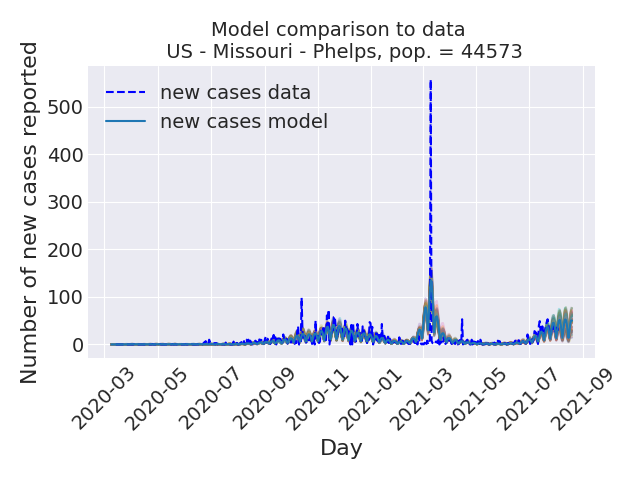 Model comparison to data
US - Missouri - Phelps, pop. = 44573
Number of new cases reported
500
400
300
200
100
0
new cases data
new cases model
2020-03
2020-05
2020-07
2020-09
2020-11
2021-01
2021-03
2021-05
2021-07
2021-09
Day